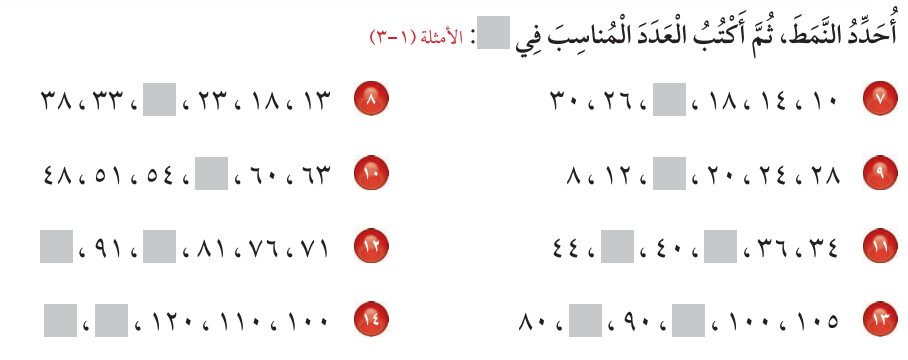 أُحَدِّدُ النَّمَطَ، ثُمَّ أَكْتُبُ الْعَدَدَ الْمُناسِبَ فِي : الأمثلة (١-٣)
٧ ١٠ ، ١٤ ، ١٨ ، ، ٢٦ ، ٣٠
٨ ١٣ ، ١٨ ، ٢٣ ، ، ٣٣ ، ٣٨
٩ ٢٨ ، ٢٤ ، ٢٠ ، ، ١٢ ، ٨
١٠ ٦٣ ، ٦٠ ، ، ٥٤ ، ٥١ ، ٤٨
١١ ٣٤ ، ٣٦ ، ، ٤٠ ، ، ٤٤
١٢ ٧١ ، ٧٦ ، ٨١ ، ، ٩١ ،
١٣ ١٠٥ ، ١٠٠ ، ، ٩٠ ، ، ٨٠
١٤ ١٠٠ ، ١١٠ ، ١٢٠ ، ،